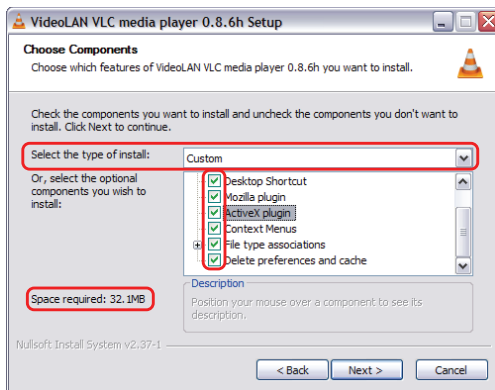 VideoLAN VLC media player 0.8.6h Setup
Choose Components
Choose which features of VideoLAN VLC media player 0.8.6h you want to install.
Check the components you want to install and uncheck the components you don't want to
install. Click Next to continue.
Select the type of install:
Custom
Or, select the optional
components you wish to
install:
Desktop Shortcut
Mozilla plugin
ActiveX plugin
Context Menus
File type associations
Delete preferences and cache
Space required: 32.1MB
Description
Position your mouse over a component to see its
description.
Nullsoft Install System v2.37-1
< Back
Next >
Cancel